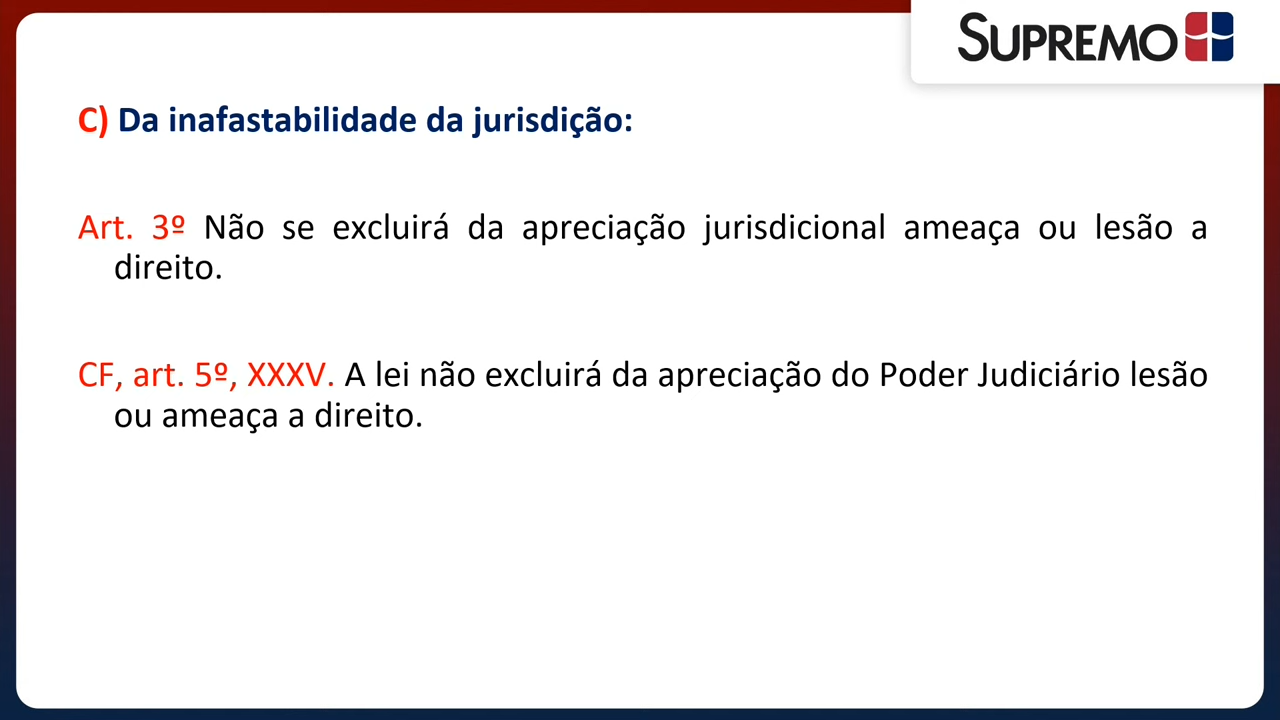 SUPREMO
C) Da inafastabilidade da jurisdição:
Art. 3º Não se excluirá da apreciação jurisdicional ameaça ou lesão a
direito.
CF, art. 5º, XXXV. A lei não excluirá da apreciação do Poder Judiciário lesão
ou ameaça a direito.